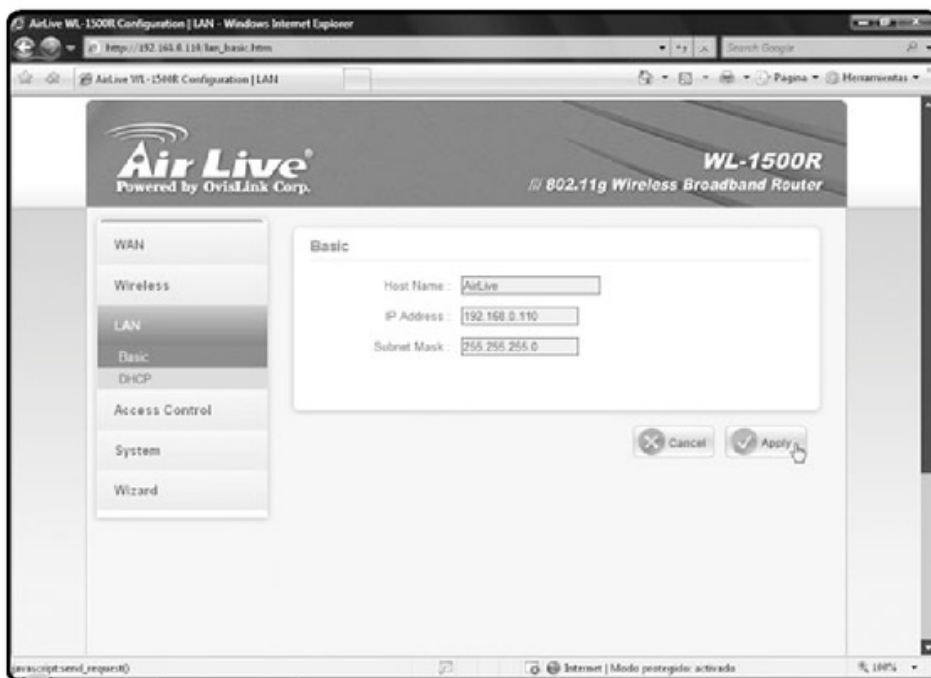 AirLive WL-1500R Configuration | LAN - Windows Internet Explorer
http://192.168.0.110/lan_basic.htm
Search Google
AirLive WL-1500R Configuration | LAN
Pagina
Herramientas
Air Live®
Powered by OvisLink Corp.
WL-1500R
802.11g Wireless Broadband Router
WAN
Wireless
LAN
Basic
DHCP
Access Control
System
Wizard
Basic
Host Name : AirLive
IP Address : 192.168.0.110
Subnet Mask : 255.255.255.0
Cancel
Apply
javascript:send_request()
Internet | Modo protegido: activado
100%